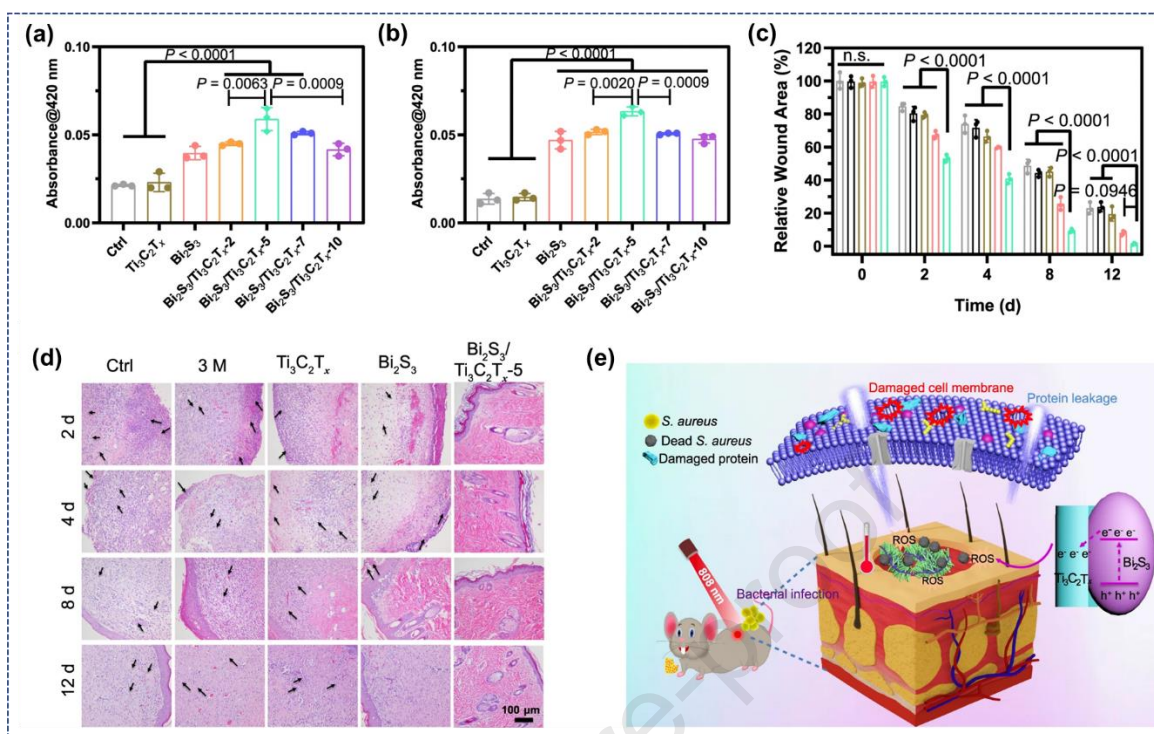 (a)
0.10
0.05
0.00
Absorbance@420 nm
P < 0.0001
P = 0.0063
P = 0.0009
Ctrl
Ti₃C₂Tₓ
Bi₂S₃
Bi₂S₃/Ti₃C₂Tₓ-2
Bi₂S₃/Ti₃C₂Tₓ-5
Bi₂S₃/Ti₃C₂Tₓ-7
Bi₂S₃/Ti₃C₂Tₓ-10
(b)
0.10
0.05
0.00
Absorbance@420 nm
P < 0.0001
P = 0.0020
P = 0.0009
Ctrl
Ti₃C₂Tₓ
Bi₂S₃
Bi₂S₃/Ti₃C₂Tₓ-2
Bi₂S₃/Ti₃C₂Tₓ-5
Bi₂S₃/Ti₃C₂Tₓ-7
Bi₂S₃/Ti₃C₂Tₓ-10
(c)
120
100
80
60
40
20
0
Relative Wound Area (%)
n.s.
P < 0.0001
P < 0.0001
P < 0.0001
P < 0.0001
P = 0.0946
0
2
4
8
12
Time (d)
(d)
Ctrl
3 M
Ti₃C₂Tₓ
Bi₂S₃
Bi₂S₃/
Ti₃C₂Tₓ-5
2 d
4 d
8 d
12 d
100 µm
(e)
Damaged cell membrane
Protein leakage
S. aureus
Dead S. aureus
Damaged protein
808 nm
Bacterial infection
ROS
ROS
ROS
ROS
e⁻ e⁻ e⁻
e⁻ e⁻ e⁻
Ti₃C₂Tₓ
Bi₂S₃
h⁺ h⁺ h⁺
re-proof